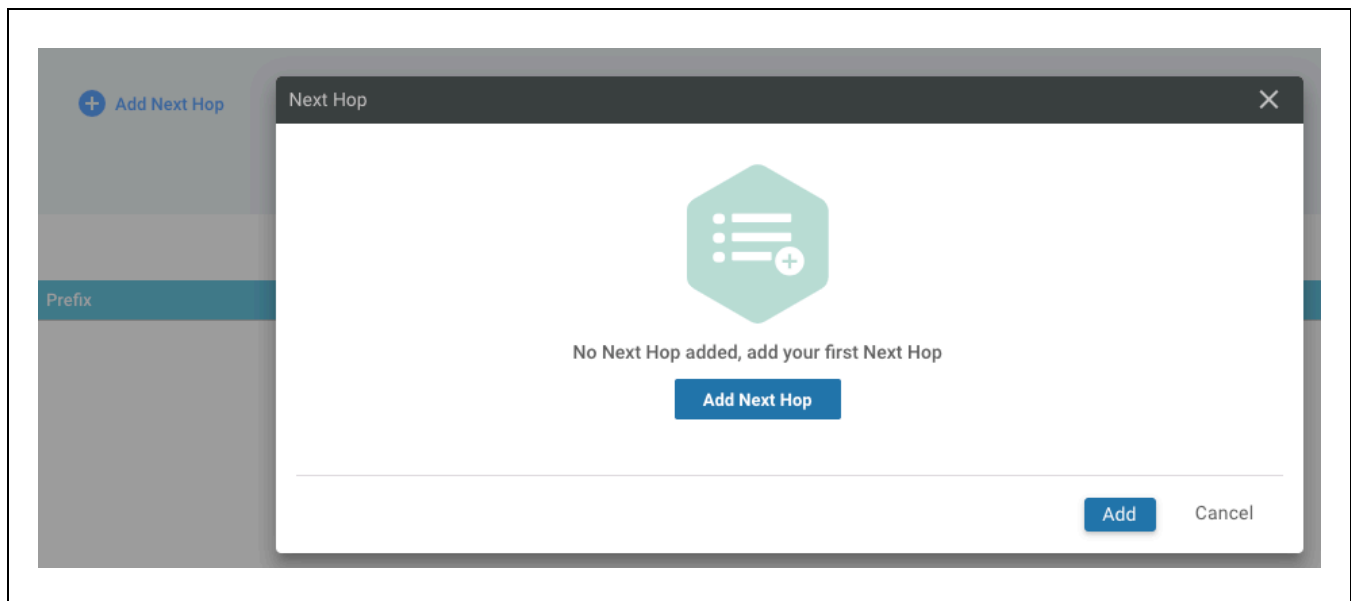 Add Next Hop
Next Hop
Prefix
No Next Hop added, add your first Next Hop
Add Next Hop
Add
Cancel